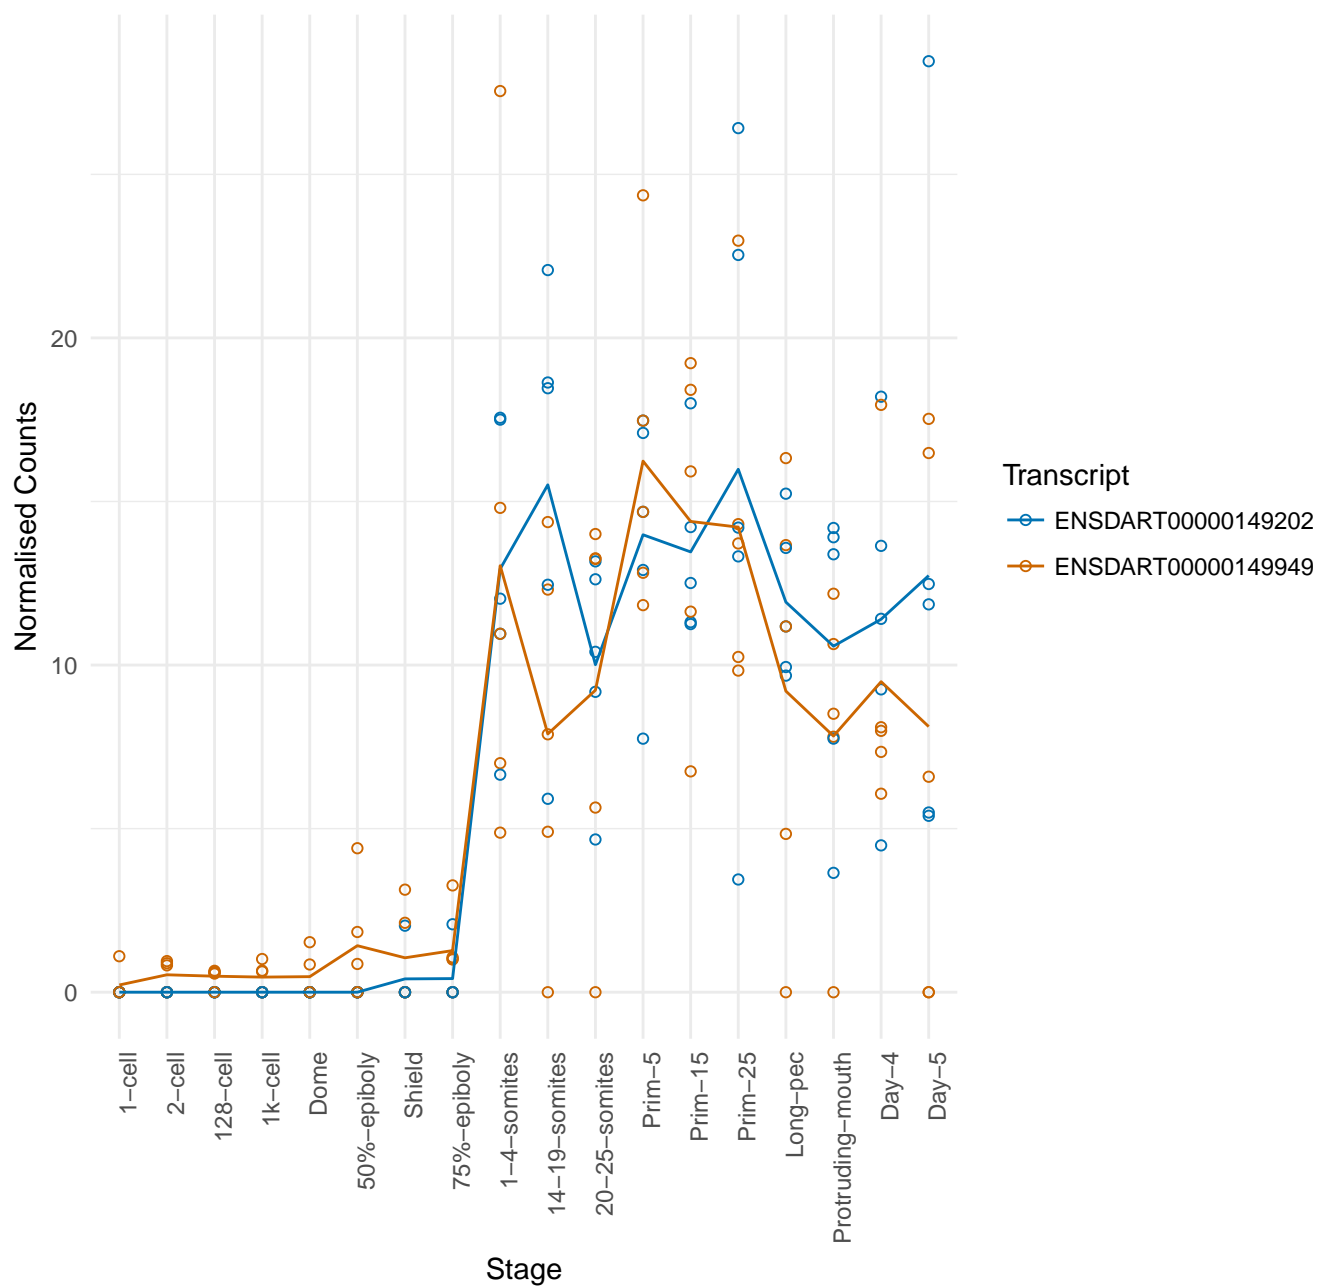 Normalised Counts
20
10
0
1−cell
2−cell
128−cell
1k−cell
Dome
50%−epiboly
Shield
75%−epiboly
1−4−somites
14−19−somites
20−25−somites
Prim−5
Prim−15
Prim−25
Long−pec
Protruding−mouth
Day−4
Day−5
Stage
Transcript
ENSDART00000149202
ENSDART00000149949